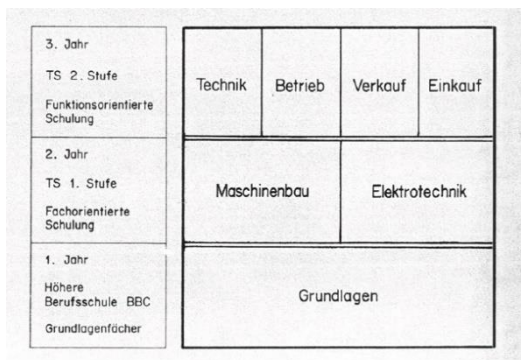 3. Jahr
TS 2. Stufe
Funktionsorientierte
Schulung
Technik
Betrieb
Verkauf
Einkauf
2. Jahr
TS 1. Stufe
Fachorientierte
Schulung
Maschinenbau
Elektrotechnik
1. Jahr
Höhere
Berufsschule BBC
Grundlagenfächer
Grundlagen